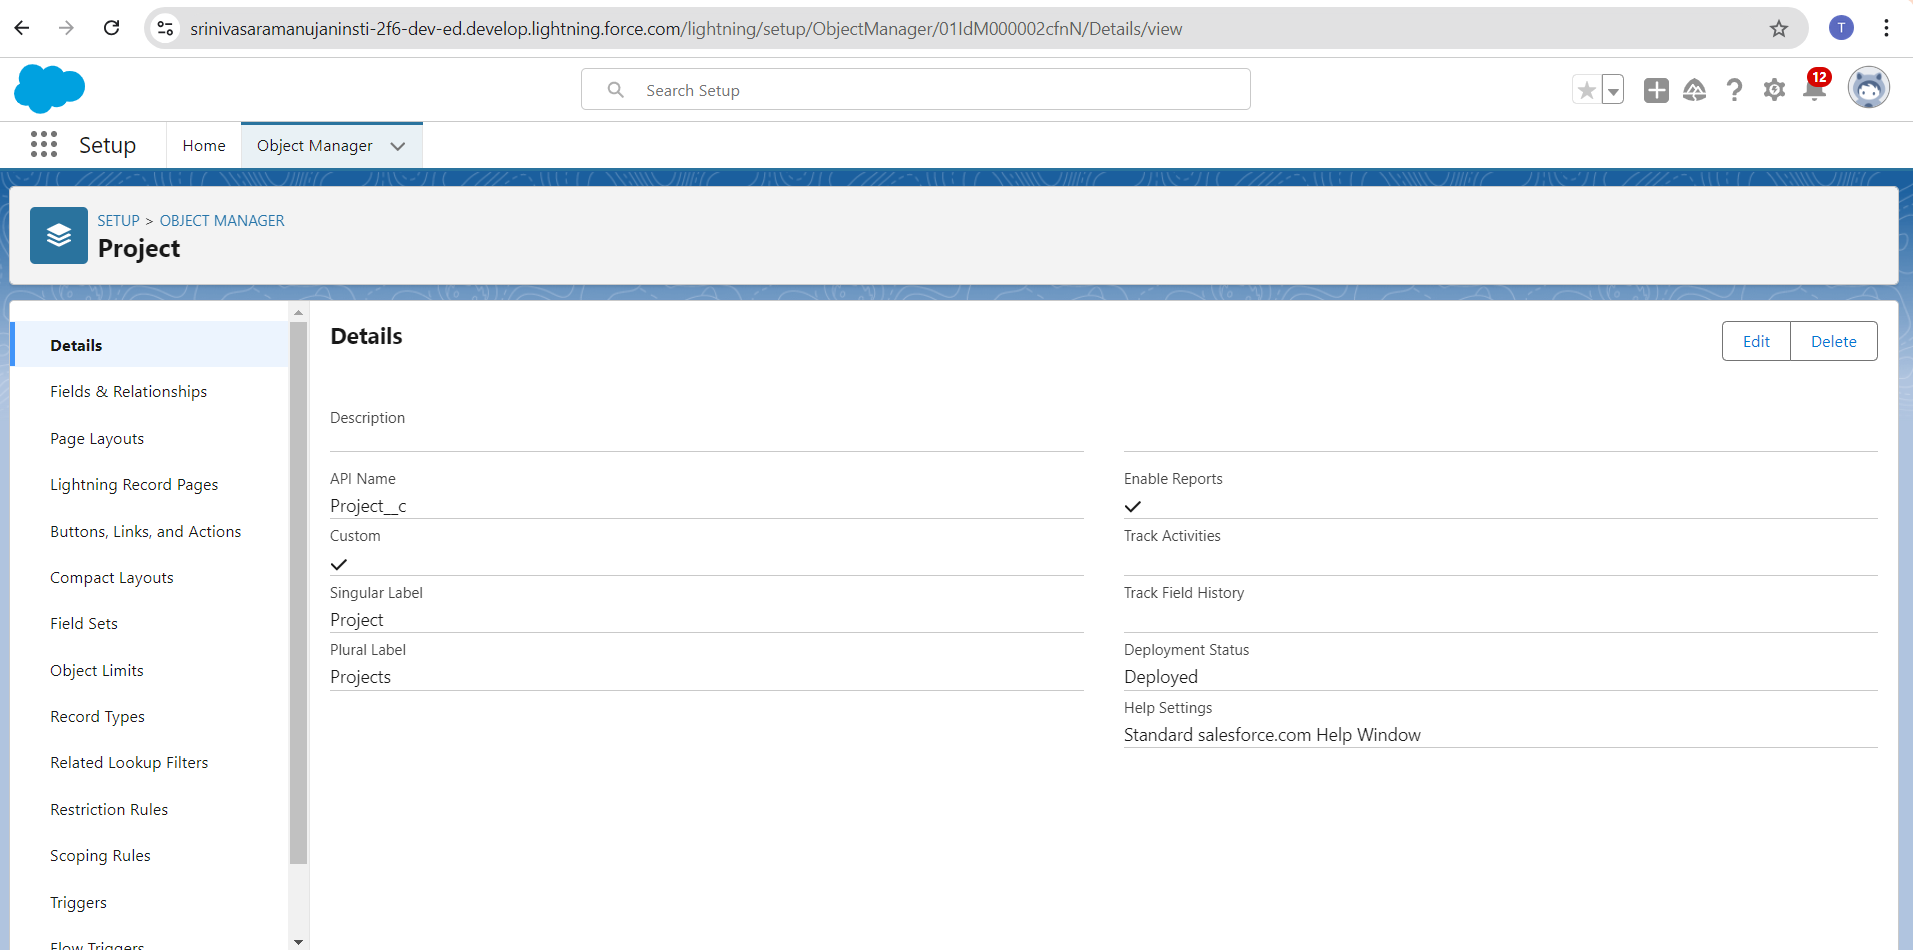 srinivasaramanujaninsti-2f6-dev-ed.develop.lightning.force.com/lightning/setup/ObjectManager/01IdM000002cfnN/Details/view
T
Search Setup
12
Setup
Home
Object Manager
SETUP > OBJECT MANAGER
Project
Details
Fields & Relationships
Page Layouts
Lightning Record Pages
Buttons, Links, and Actions
Compact Layouts
Field Sets
Object Limits
Record Types
Related Lookup Filters
Restriction Rules
Scoping Rules
Triggers
Flow Triggers
Details
Edit
Delete
Description
API Name
Project__c
Custom
Singular Label
Project
Plural Label
Projects
Enable Reports
Track Activities
Track Field History
Deployment Status
Deployed
Help Settings
Standard salesforce.com Help Window